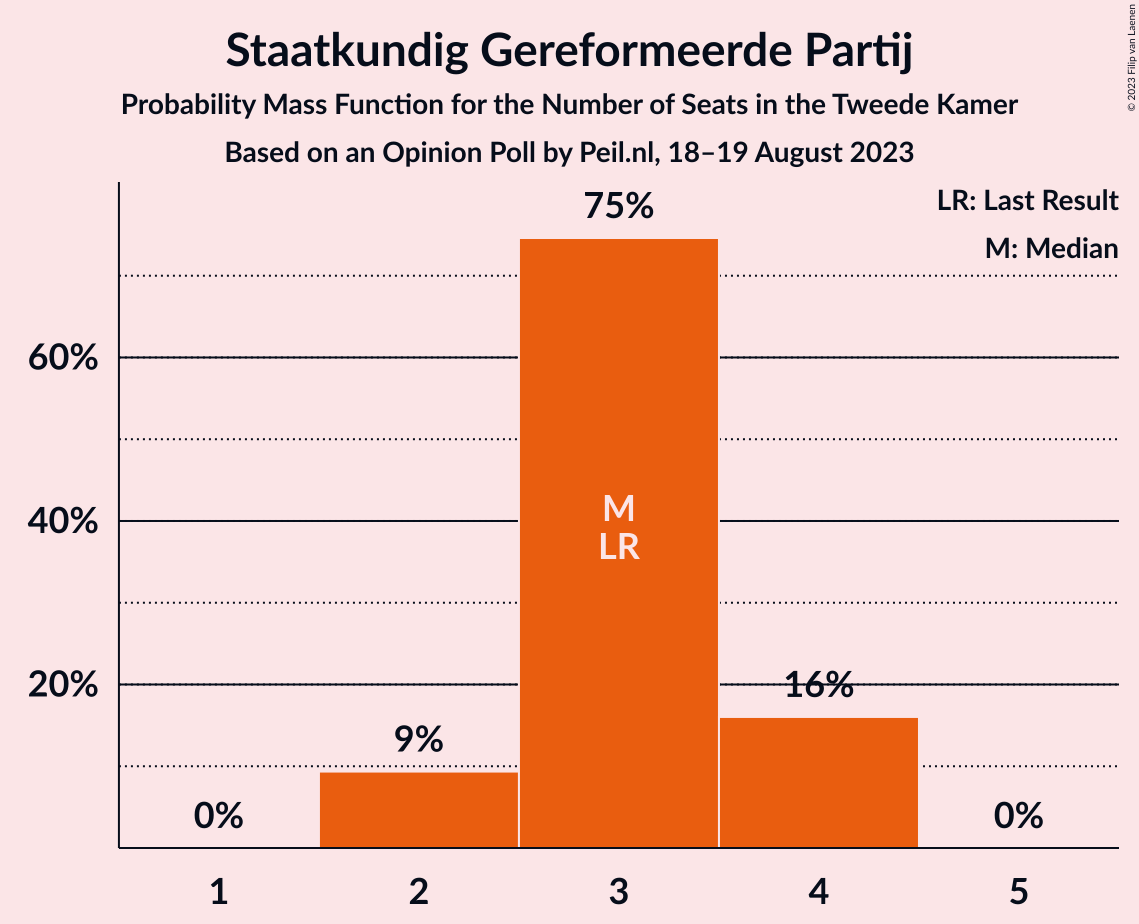 Staatkundig Gereformeerde Partij
Probability Mass Function for the Number of Seats in the Tweede Kamer
Based on an Opinion Poll by Peil.nl, 18–19 August 2023
© 2023 Filip van Laenen
LR: Last Result
M: Median
75%
60%
40%
20%
M
LR
16%
9%
0%
0%
1
2
3
4
5